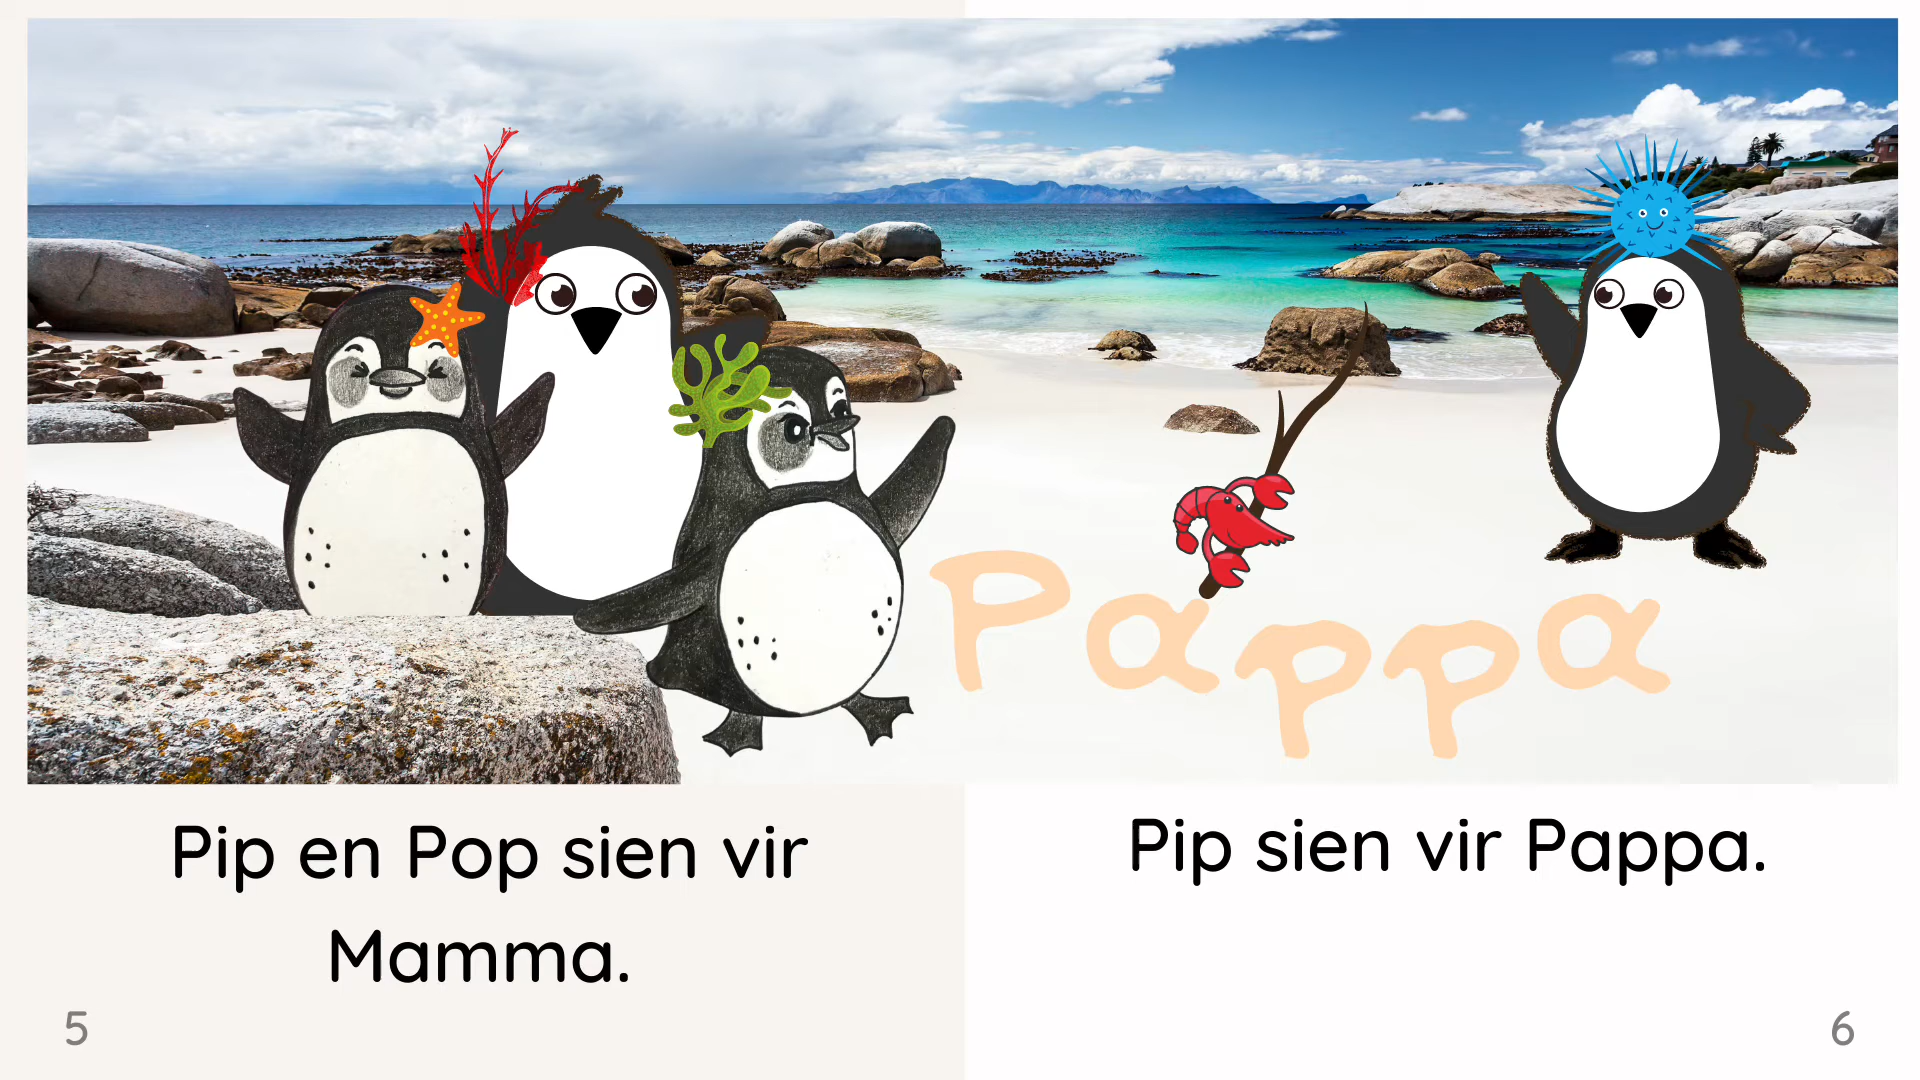 Pappa
Pip en Pop sien vir
Mamma.
5
Pip sien vir Pappa.
6